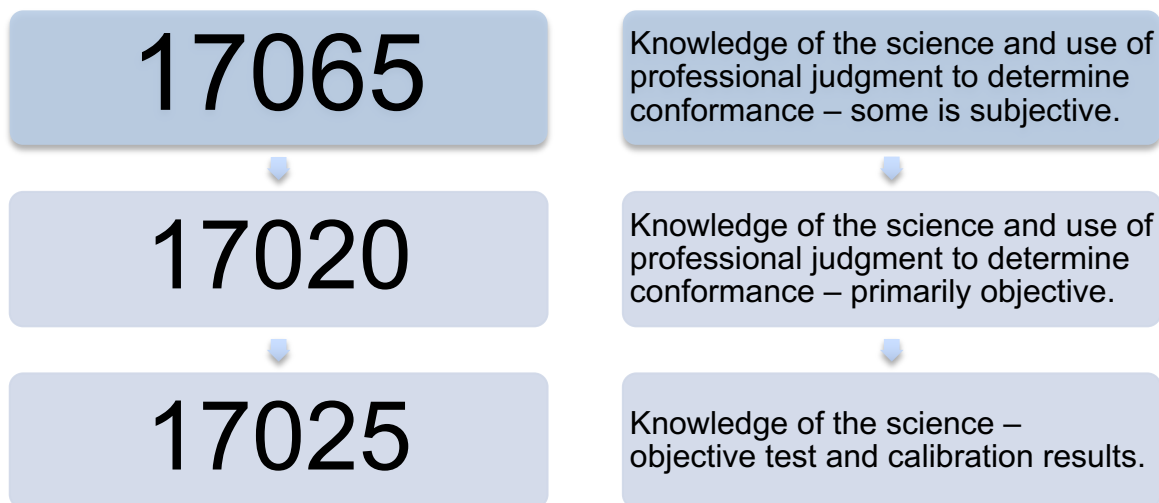 17065
Knowledge of the science and use of
professional judgment to determine
conformance – some is subjective.
17020
Knowledge of the science and use of
professional judgment to determine
conformance – primarily objective.
17025
Knowledge of the science –
objective test and calibration results.